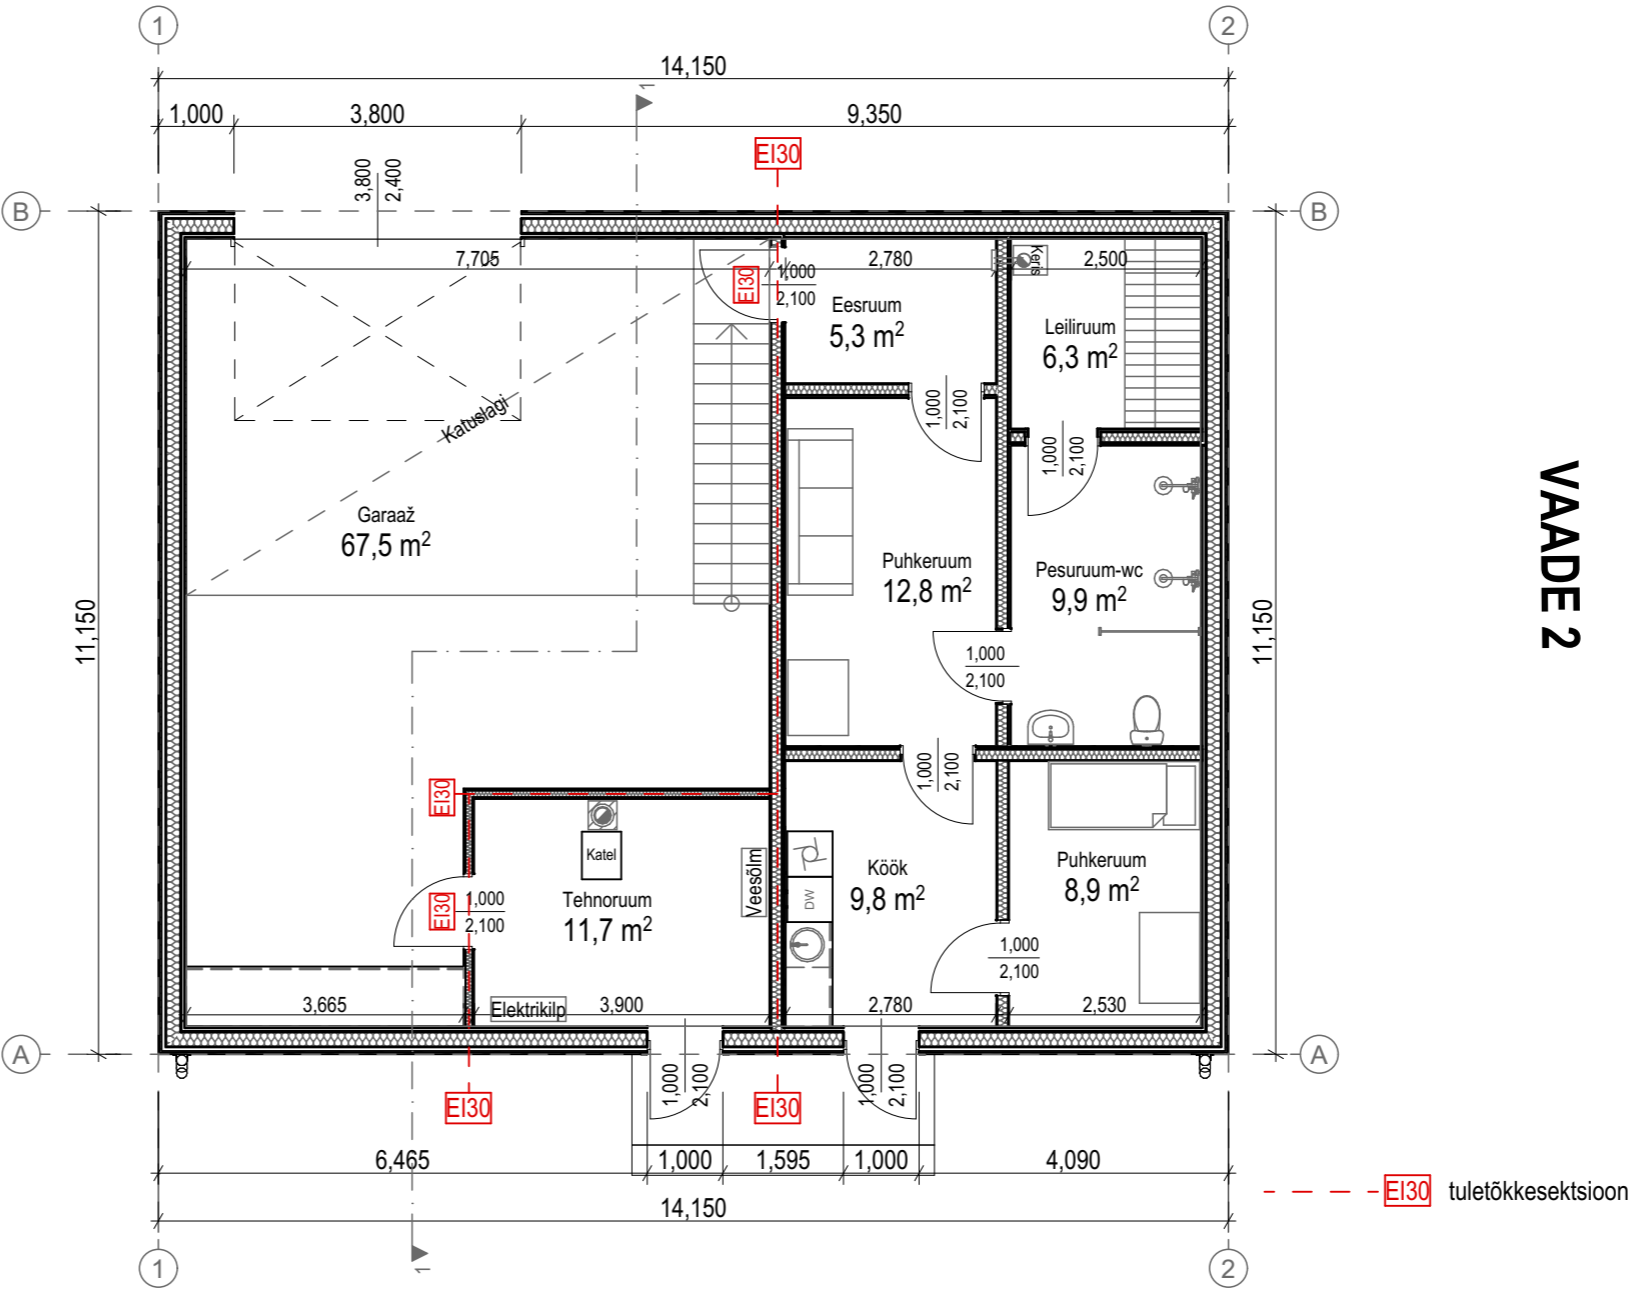 1
2
14,150
1
1,000
3,800
9,350
EI30
3,800
2,400
B
B
7,705
EI30
1,000
2,100
2,780
Keris
2,500
Eesruum
5,3 m²
Leiliruum
6,3 m²
1,000
2,100
Katuslagi
1,000
2,100
VAADE 2
Garaaž
67,5 m²
Puhkeruum
12,8 m²
Pesuruum-wc
9,9 m²
11,150
11,150
1,000
2,100
1,000
2,100
EI30
Katel
Veesõlm
Köök
9,8 m²
DW
Puhkeruum
8,9 m²
EI30
1,000
2,100
Tehnoruum
11,7 m²
1,000
2,100
3,665
Elektrikilp
3,900
2,780
2,530
A
A
1,000
2,100
1,000
2,100
EI30
EI30
6,465
1,000
1,595
1,000
4,090
EI30 tuletõkkesektsioon
14,150
1
1
2